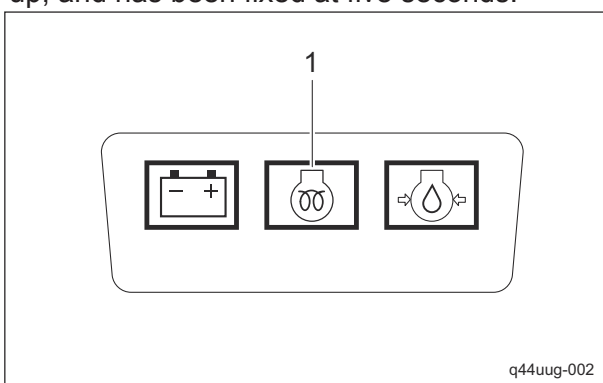 up, and has been fixed at five seconds.
1
- +
q44uug-002